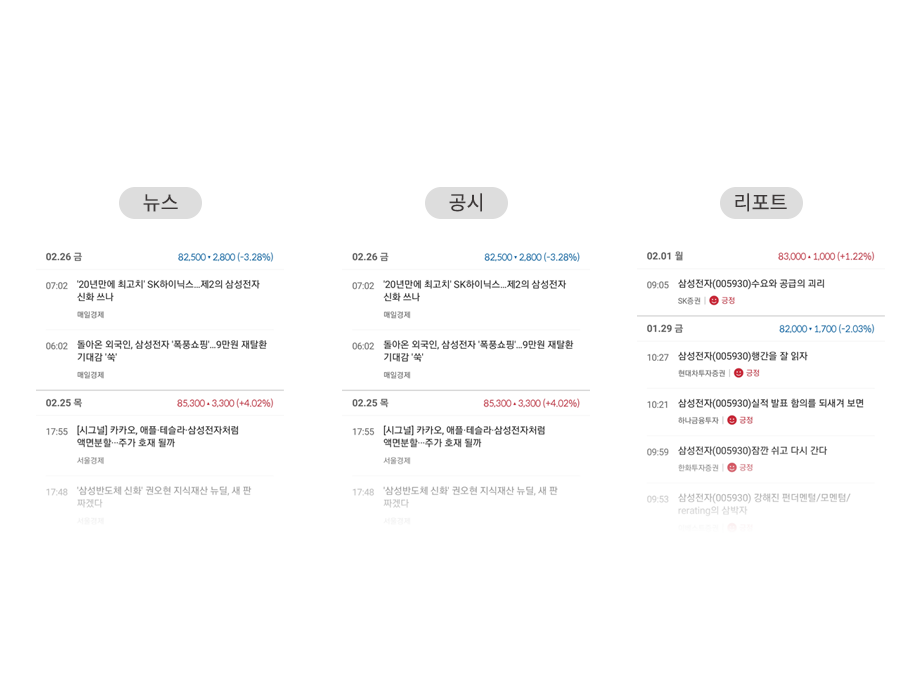 뉴스
02.26 금 82,500 • 2,800 (-3.28%)
07:02 '20년만에 최고치' SK하이닉스...제2의 삼성전자
신화 쓰나
매일경제
06:02 돌아온 외국인, 삼성전자 '폭풍쇼핑'...9만원 재탈환
기대감 '쑥'
매일경제
02.25 목 85,300 • 3,300 (+4.02%)
17:55 [시그널] 카카오, 애플·테슬라·삼성전자처럼
액면분할…주가 호재 될까
서울경제
17:48 '삼성반도체 신화' 권오현 지식재산 뉴딜, 새 판
짜겠다
서울경제
공시
02.26 금 82,500 • 2,800 (-3.28%)
07:02 '20년만에 최고치' SK하이닉스...제2의 삼성전자
신화 쓰나
매일경제
06:02 돌아온 외국인, 삼성전자 '폭풍쇼핑'...9만원 재탈환
기대감 '쑥'
매일경제
02.25 목 85,300 • 3,300 (+4.02%)
17:55 [시그널] 카카오, 애플·테슬라·삼성전자처럼
액면분할…주가 호재 될까
서울경제
17:48 '삼성반도체 신화' 권오현 지식재산 뉴딜, 새 판
짜겠다
서울경제
리포트
02.01 월 83,000 • 1,000 (+1.22%)
09:05 삼성전자(005930)수요와 공급의 괴리
SK증권 | 긍정
01.29 금 82,000 • 1,700 (-2.03%)
10:27 삼성전자(005930)행간을 잘 읽자
현대차투자증권 | 긍정
10:21 삼성전자(005930)실적 발표 함의를 되새겨 보면
하나금융투자 | 긍정
09:59 삼성전자(005930)잠깐 쉬고 다시 간다
한화투자증권 | 긍정
09:53 삼성전자(005930) 강해진 펀더멘털/모멘텀/
rerating의 삼박자
긍정